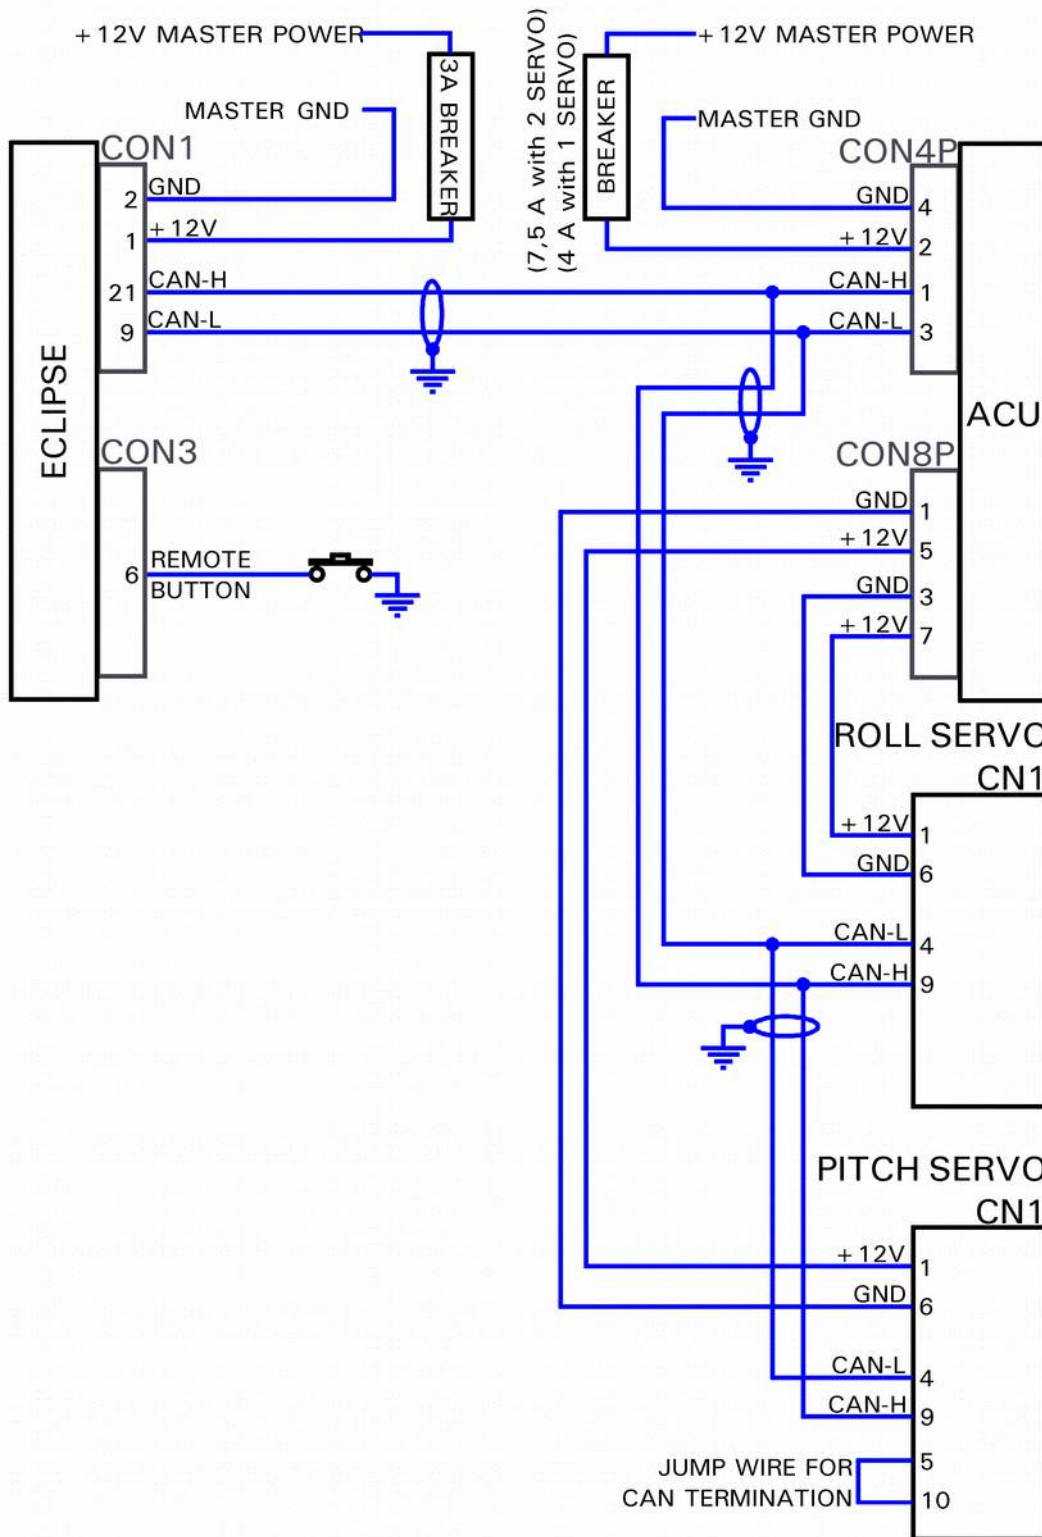 +12V MASTER POWER
MASTER GND
3A BREAKER
(7,5 A with 2 SERVO)
(4 A with 1 SERVO)
BREAKER
+12V MASTER POWER
MASTER GND
ECLIPSE
CON1
2 GND
1 +12V
21 CAN-H
9 CAN-L
CON3
6 REMOTE
BUTTON
CON4P
GND 4
+12V 2
CAN-H 1
CAN-L 3
ACU
CON8P
GND 1
+12V 5
GND 3
+12V 7
ROLL SERVO
CN1
+12V 1
GND 6
CAN-L 4
CAN-H 9
PITCH SERVO
CN1
+12V 1
GND 6
CAN-L 4
CAN-H 9
5
JUMP WIRE FOR
CAN TERMINATION
10